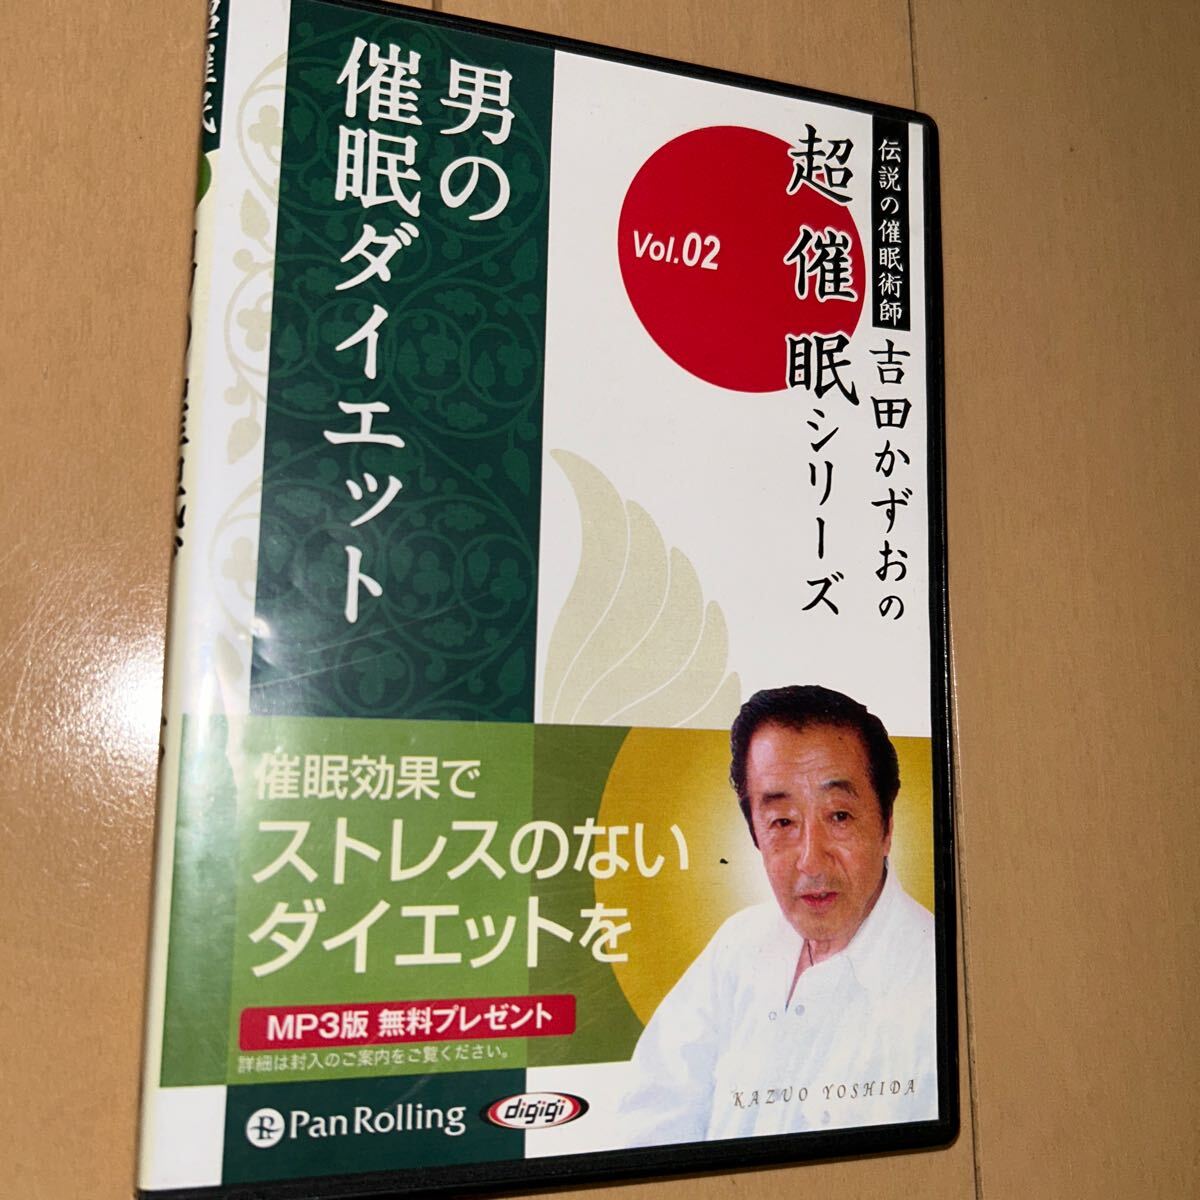 伝説の催眠術師 吉田かずおの
超催眠シリーズ
Vol.02
男の
催眠ダイエット
催眠効果で
ストレスのない
ダイエットを
MP3版 無料プレゼント
詳細は封入のご案内をご覧ください。
KAZUO YOSHIDA
PanRolling
digigi